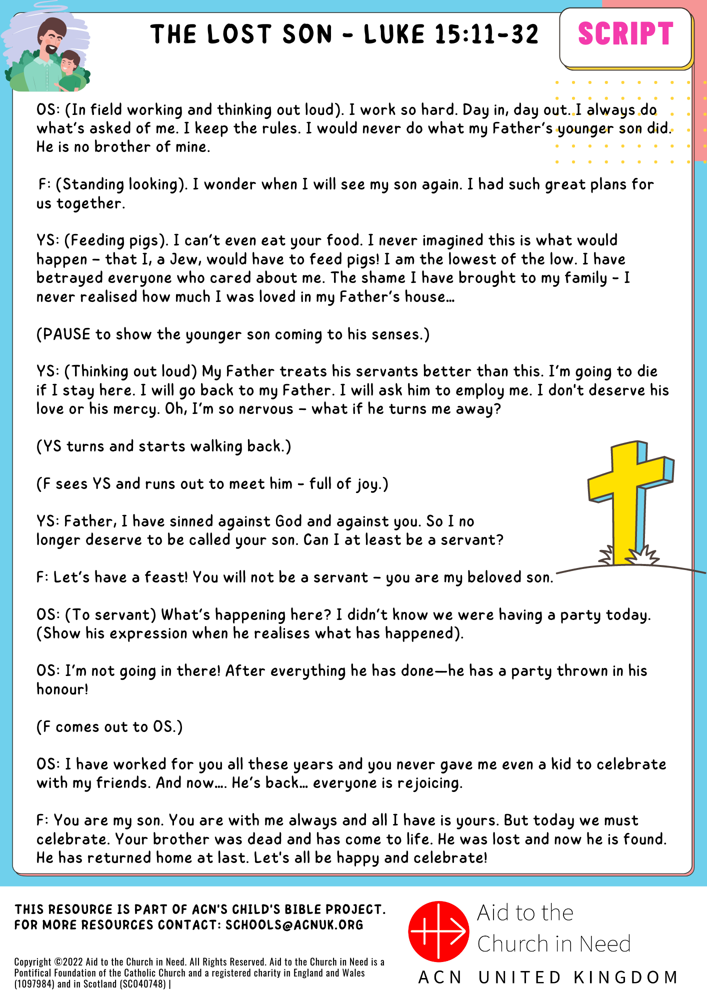 THE LOST SON - LUKE 15:11-32
SCRIPT
OS: (In field working and thinking out loud). I work so hard. Day in, day out. I always do
what's asked of me. I keep the rules. I would never do what my Father's younger son did.
He is no brother of mine.
F: (Standing looking). I wonder when I will see my son again. I had such great plans for
us together.
YS: (Feeding pigs). I can't even eat your food. I never imagined this is what would
happen – that I, a Jew, would have to feed pigs! I am the lowest of the low. I have
betrayed everyone who cared about me. The shame I have brought to my family - I
never realised how much I was loved in my Father's house…
(PAUSE to show the younger son coming to his senses.)
YS: (Thinking out loud) My Father treats his servants better than this. I'm going to die
if I stay here. I will go back to my Father. I will ask him to employ me. I don't deserve his
love or his mercy. Oh, I'm so nervous – what if he turns me away?
(YS turns and starts walking back.)
(F sees YS and runs out to meet him - full of joy.)
YS: Father, I have sinned against God and against you. So I no
longer deserve to be called your son. Can I at least be a servant?
F: Let's have a feast! You will not be a servant – you are my beloved son.
OS: (To servant) What's happening here? I didn't know we were having a party today.
(Show his expression when he realises what has happened).
OS: I'm not going in there! After everything he has done—he has a party thrown in his
honour!
(F comes out to OS.)
OS: I have worked for you all these years and you never gave me even a kid to celebrate
with my friends. And now…. He's back… everyone is rejoicing.
F: You are my son. You are with me always and all I have is yours. But today we must
celebrate. Your brother was dead and has come to life. He was lost and now he is found.
He has returned home at last. Let's all be happy and celebrate!
THIS RESOURCE IS PART OF ACN'S CHILD'S BIBLE PROJECT.
FOR MORE RESOURCES CONTACT: SCHOOLS@ACNUK.ORG
Copyright ©2022 Aid to the Church in Need. All Rights Reserved. Aid to the Church in Need is a
Pontifical Foundation of the Catholic Church and a registered charity in England and Wales
(1097984) and in Scotland (SC040748) |
Aid to the
Church in Need
ACN UNITED KINGDOM